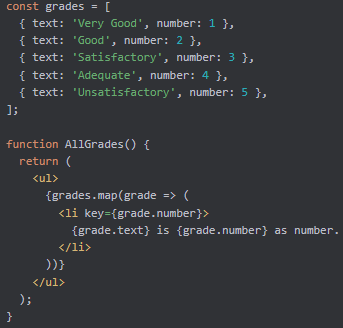 const grades = [
  { text: 'Very Good', number: 1 },
  { text: 'Good', number: 2 },
  { text: 'Satisfactory', number: 3 },
  { text: 'Adequate', number: 4 },
  { text: 'Unsatisfactory', number: 5 },
];

function AllGrades() {
  return (
    <ul>
      {grades.map(grade => (
        <li key={grade.number}>
          {grade.text} is {grade.number} as number.
        </li>
      ))}
    </ul>
  );
}